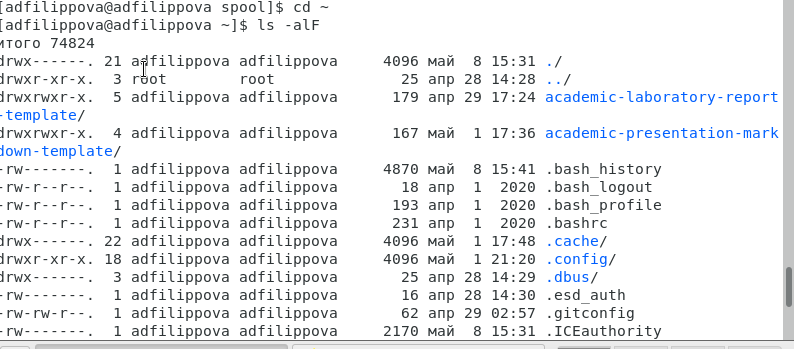 [adfilippova@adfilippova spool]$ cd ~
[adfilippova@adfilippova ~]$ ls -alF
итого 74824
drwx------. 21 adfilippova adfilippova     4096 май  8 15:31 ./
drwxr-xr-x.  3 root        root              25 апр 28 14:28 ../
drwxrwxr-x.  5 adfilippova adfilippova      179 апр 29 17:24 academic-laboratory-report
-template/
drwxrwxr-x.  4 adfilippova adfilippova      167 май  1 17:36 academic-presentation-mark
down-template/
-rw-------.  1 adfilippova adfilippova     4870 май  8 15:41 .bash_history
-rw-r--r--.  1 adfilippova adfilippova       18 апр  1  2020 .bash_logout
-rw-r--r--.  1 adfilippova adfilippova      193 апр  1  2020 .bash_profile
-rw-r--r--.  1 adfilippova adfilippova      231 апр  1  2020 .bashrc
drwx------. 22 adfilippova adfilippova     4096 май  1 17:48 .cache/
drwxr-xr-x. 18 adfilippova adfilippova     4096 май  1 21:20 .config/
drwx------.  3 adfilippova adfilippova       25 апр 28 14:29 .dbus/
-rw-------.  1 adfilippova adfilippova       16 апр 28 14:30 .esd_auth
-rw-rw-r--.  1 adfilippova adfilippova       62 апр 29 02:57 .gitconfig
-rw-------.  1 adfilippova adfilippova     2170 май  8 15:31 .ICEauthority